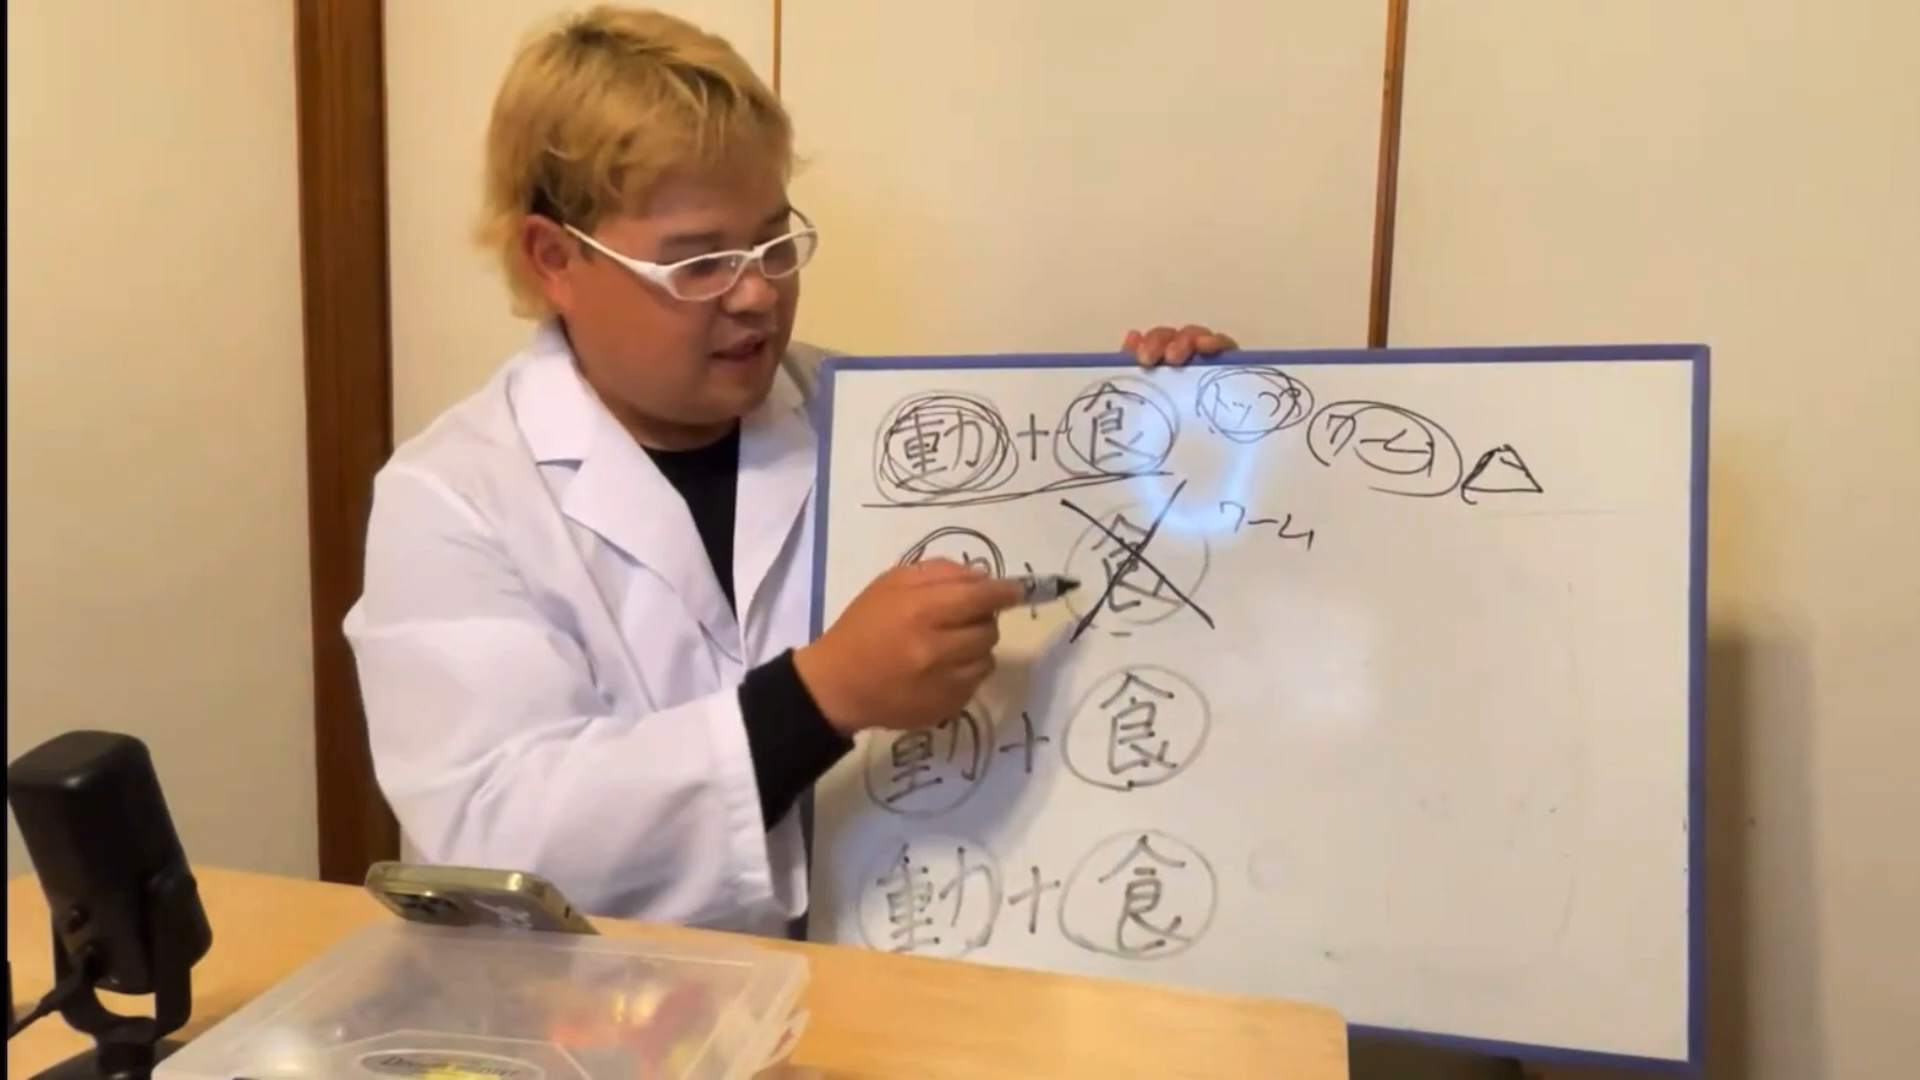 動+食 トップ ワーム
食 ワーム
動+食
動+食